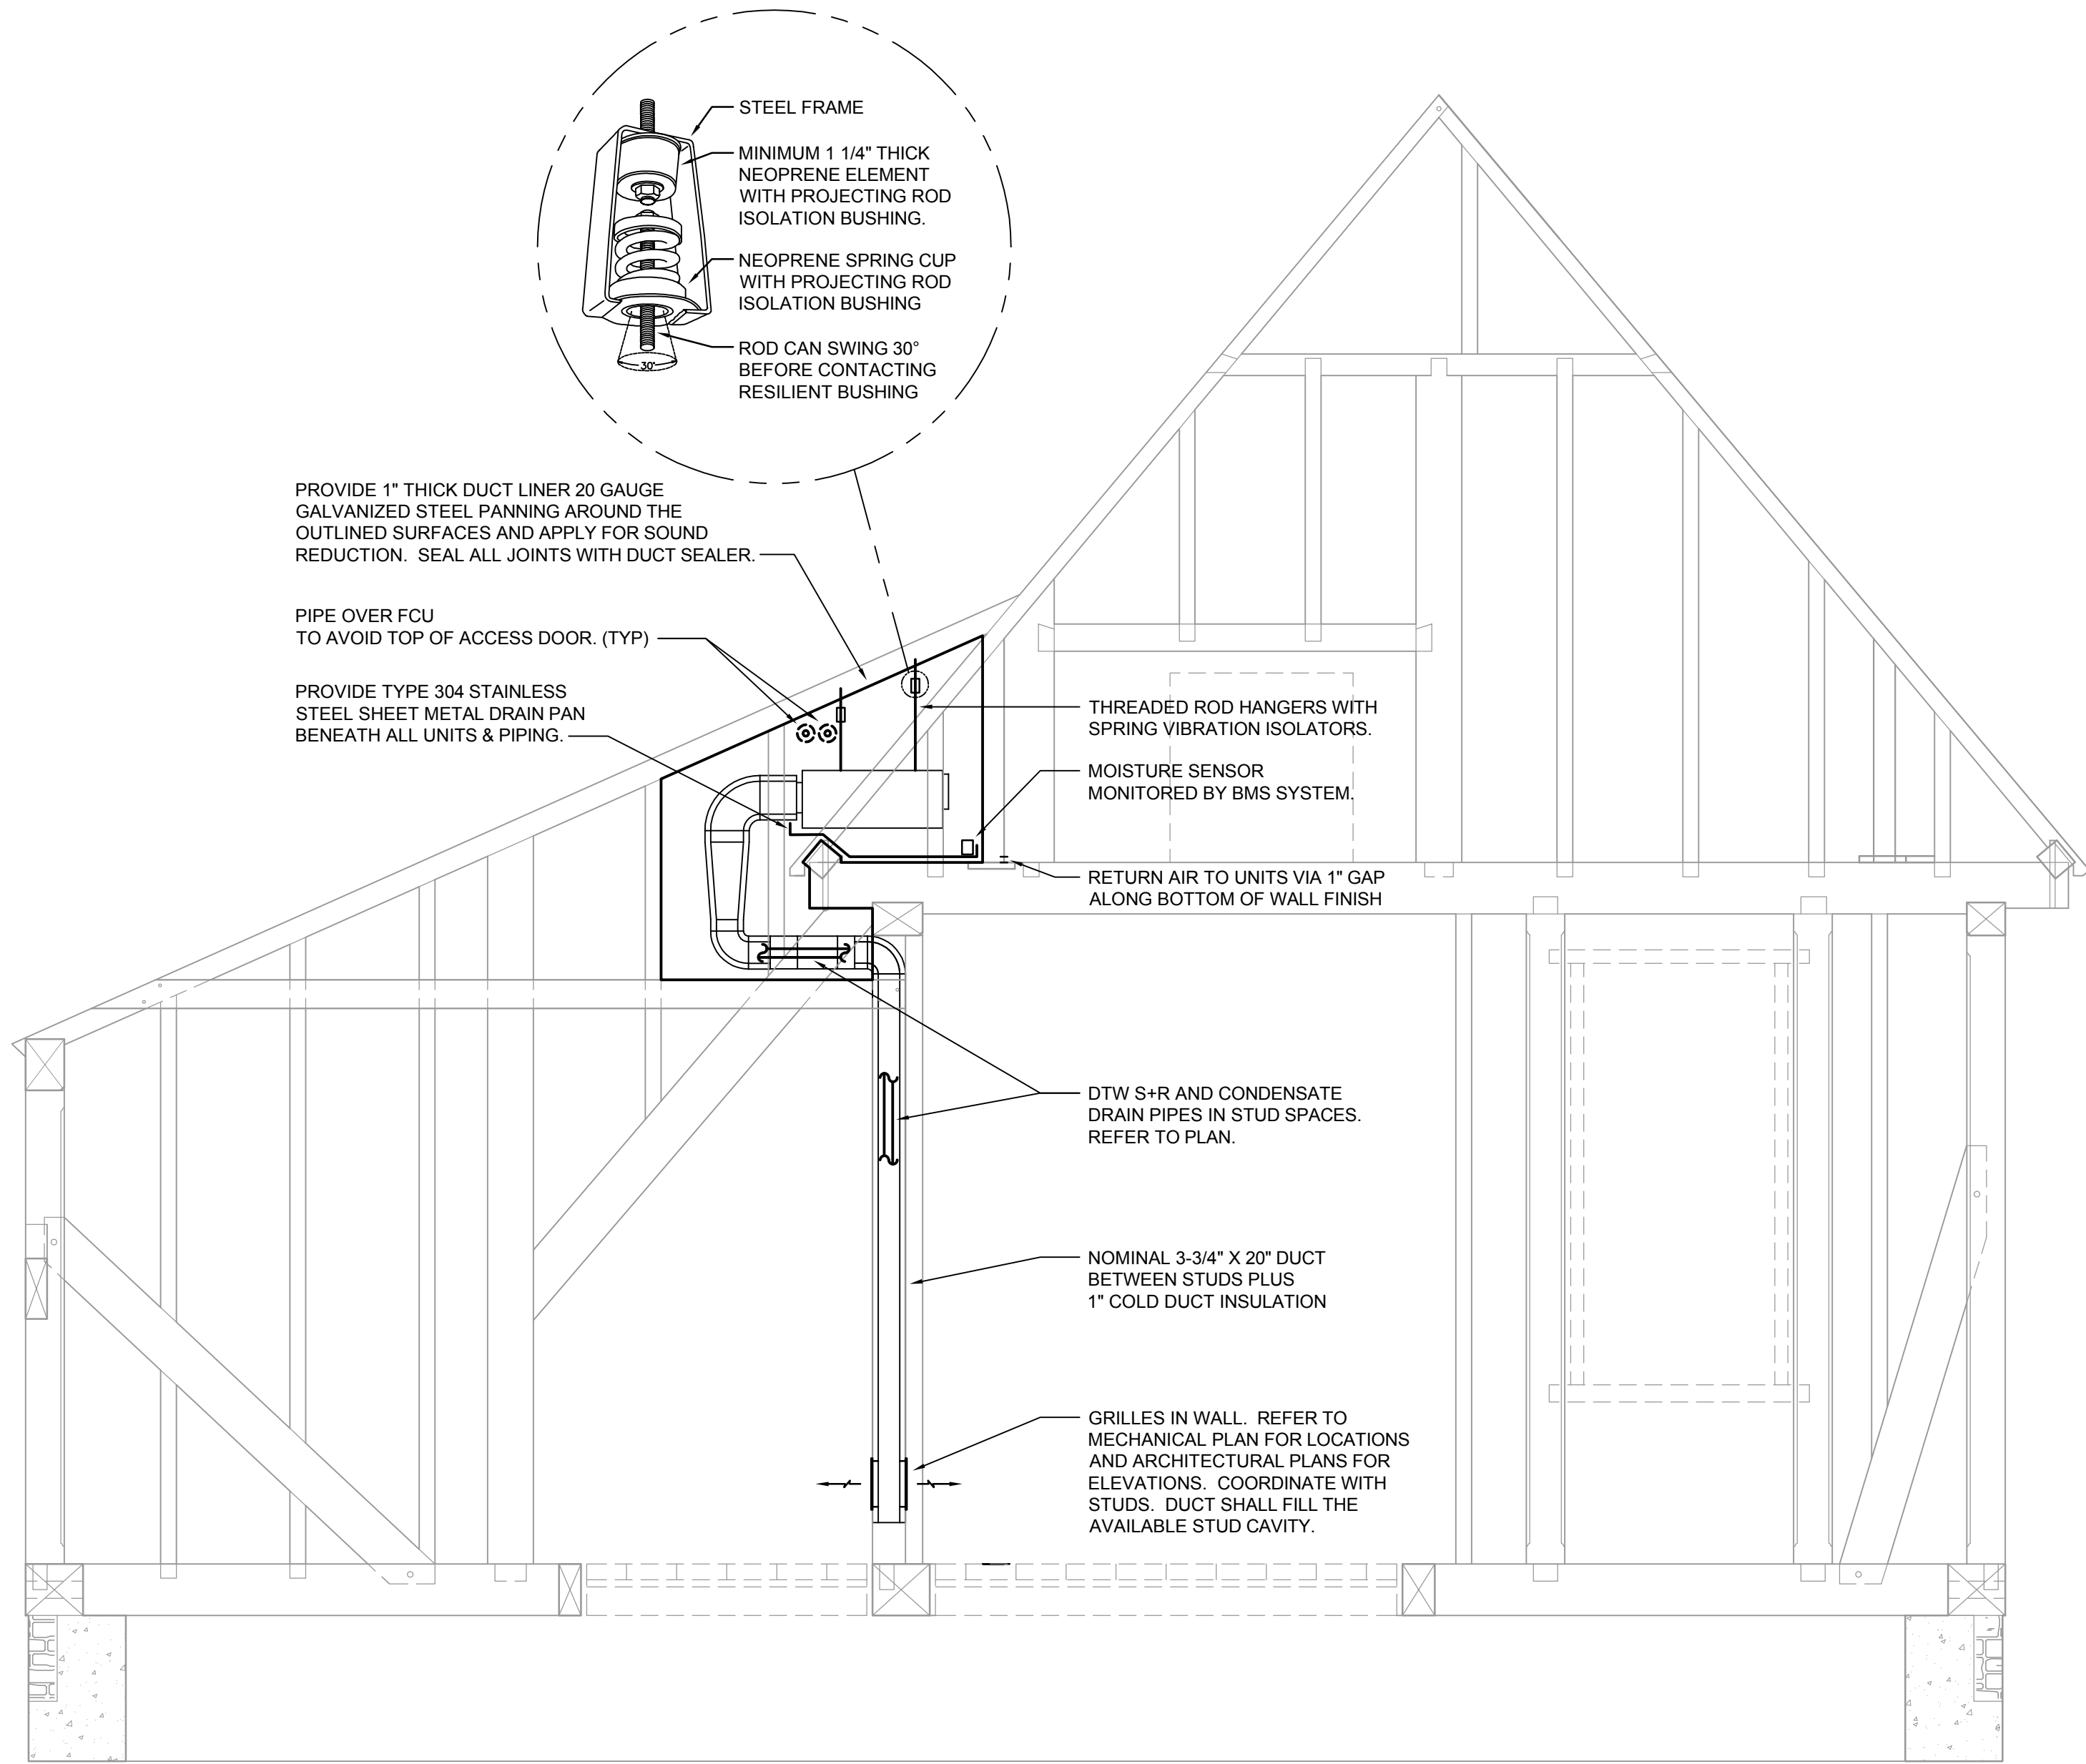 STEEL FRAME
MINIMUM 1 1/4" THICK
NEOPRENE ELEMENT
WITH PROJECTING ROD
ISOLATION BUSHING.
NEOPRENE SPRING CUP
WITH PROJECTING ROD
ISOLATION BUSHING
ROD CAN SWING 30°
BEFORE CONTACTING
RESILIENT BUSHING
30°
PROVIDE 1" THICK DUCT LINER 20 GAUGE
GALVANIZED STEEL PANNING AROUND THE
OUTLINED SURFACES AND APPLY FOR SOUND
REDUCTION. SEAL ALL JOINTS WITH DUCT SEALER.
PIPE OVER FCU
TO AVOID TOP OF ACCESS DOOR. (TYP)
PROVIDE TYPE 304 STAINLESS
STEEL SHEET METAL DRAIN PAN
BENEATH ALL UNITS & PIPING.
THREADED ROD HANGERS WITH
SPRING VIBRATION ISOLATORS.
MOISTURE SENSOR
MONITORED BY BMS SYSTEM.
RETURN AIR TO UNITS VIA 1" GAP
ALONG BOTTOM OF WALL FINISH
DTW S+R AND CONDENSATE
DRAIN PIPES IN STUD SPACES.
REFER TO PLAN.
NOMINAL 3-3/4" X 20" DUCT
BETWEEN STUDS PLUS
1" COLD DUCT INSULATION
GRILLES IN WALL. REFER TO
MECHANICAL PLAN FOR LOCATIONS
AND ARCHITECTURAL PLANS FOR
ELEVATIONS. COORDINATE WITH
STUDS. DUCT SHALL FILL THE
AVAILABLE STUD CAVITY.